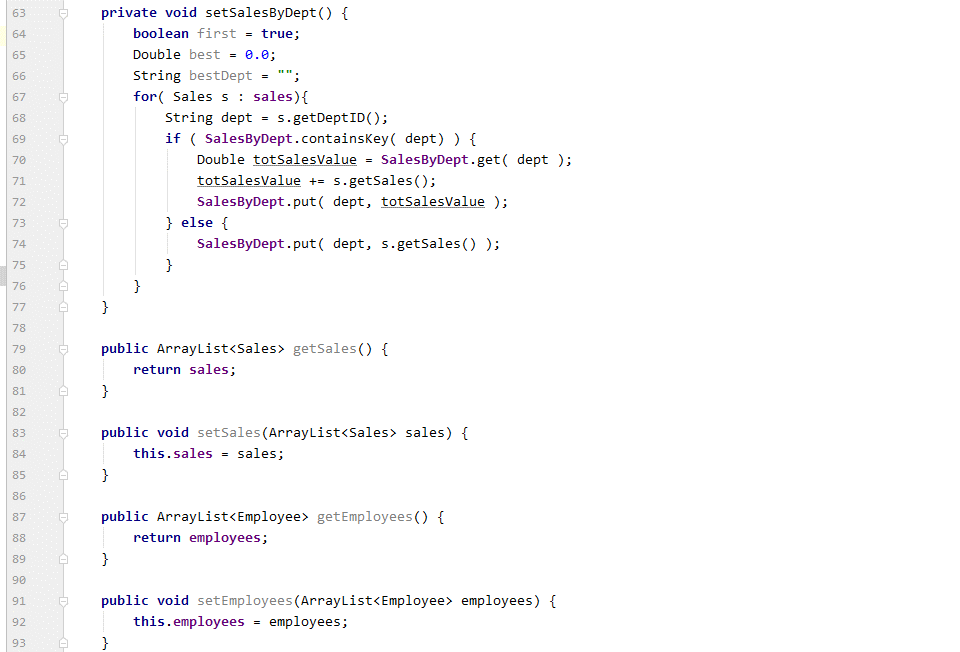 63 private void setSalesByDept() {
64 boolean first = true;
65 Double best = 0.0;
66 String bestDept = "";
67 for( Sales s : sales){
68 String dept = s.getDeptID();
69 if ( SalesByDept.containsKey( dept) ) {
70 Double totSalesValue = SalesByDept.get( dept );
71 totSalesValue += s.getSales();
72 SalesByDept.put( dept, totSalesValue );
73 } else {
74 SalesByDept.put( dept, s.getSales() );
75 }
76 }
77 }
78
79 public ArrayList<Sales> getSales() {
80 return sales;
81 }
82
83 public void setSales(ArrayList<Sales> sales) {
84 this.sales = sales;
85 }
86
87 public ArrayList<Employee> getEmployees() {
88 return employees;
89 }
90
91 public void setEmployees(ArrayList<Employee> employees) {
92 this.employees = employees;
93 }